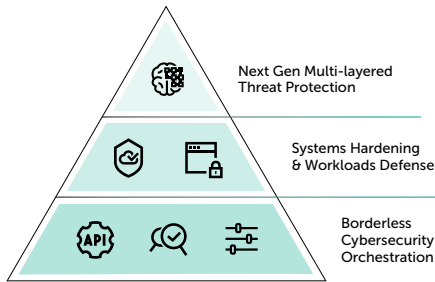 Next Gen Multi-layered
Threat Protection
Systems Hardening
& Workloads Defense
API
Borderless
Cybersecurity
Orchestration